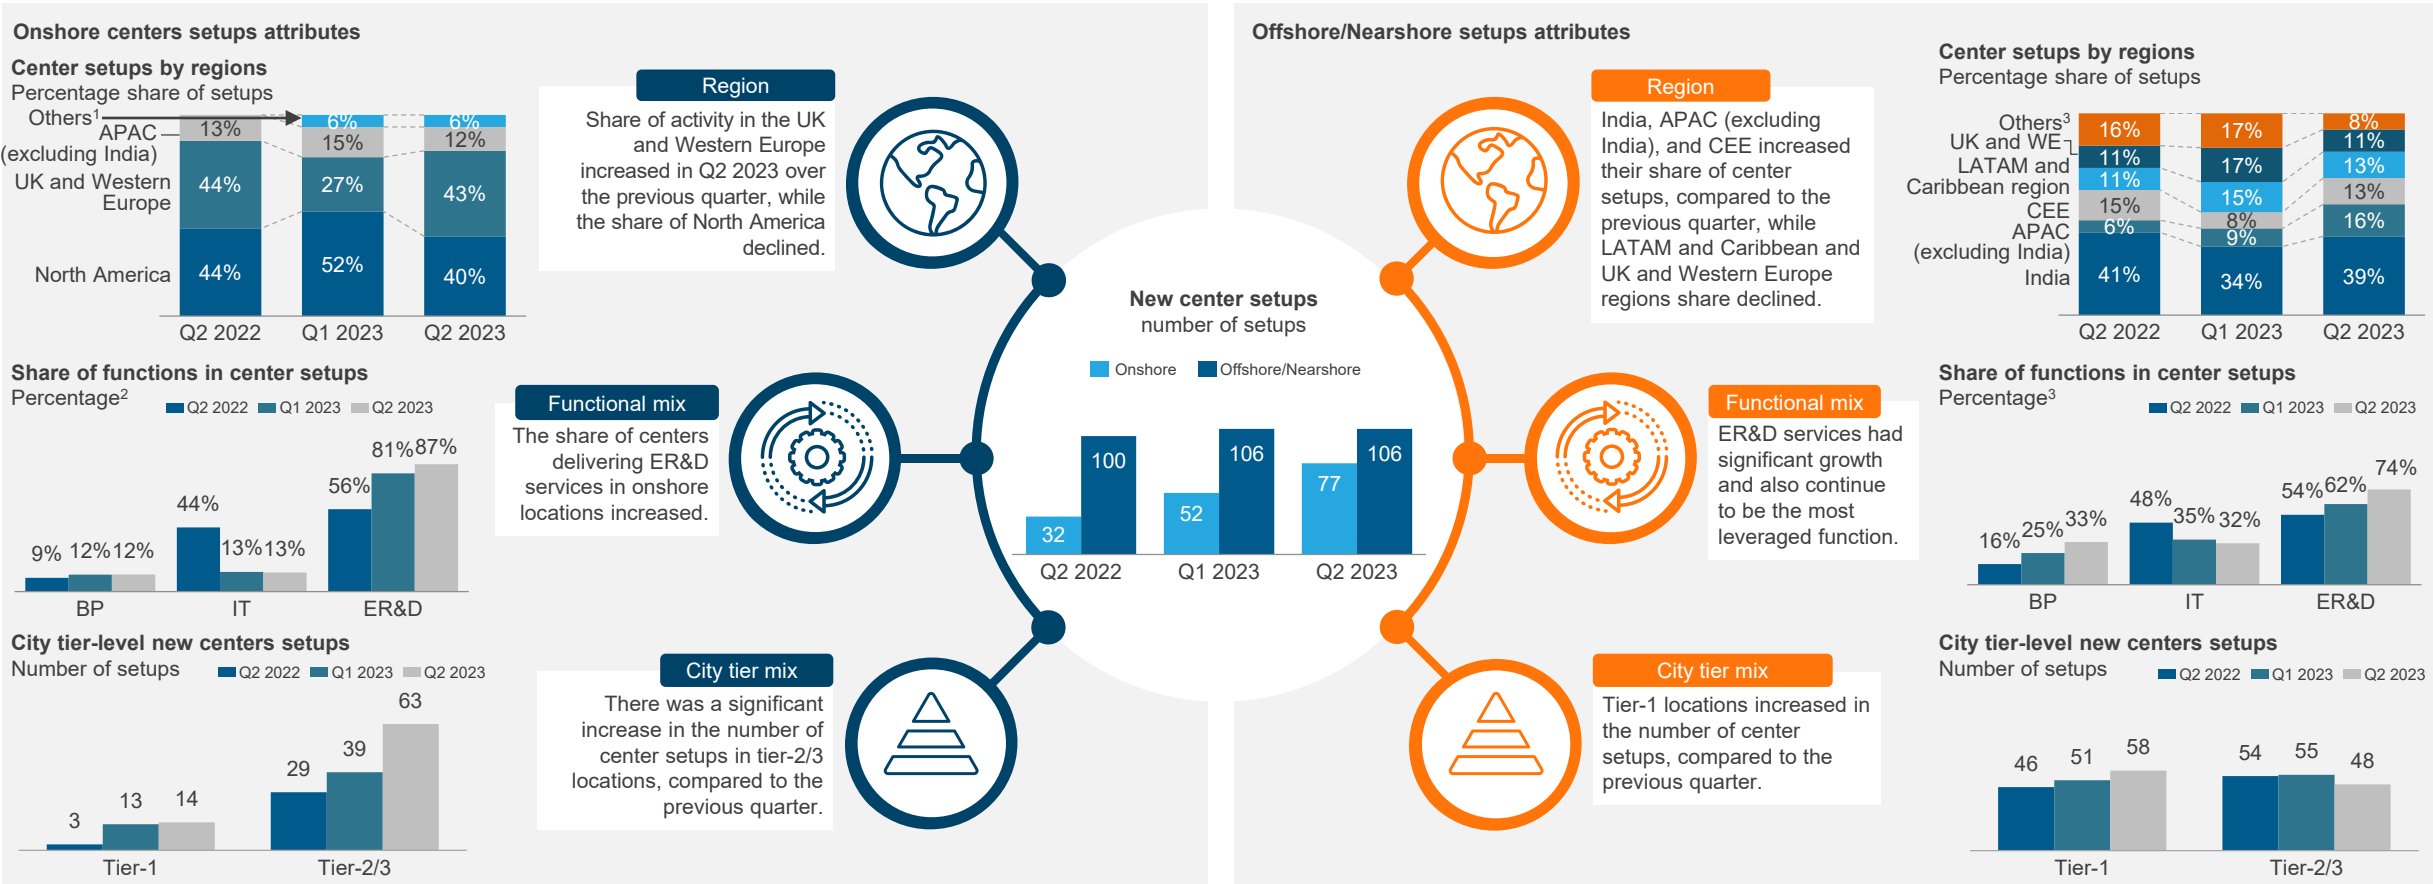 Onshore centers setups attributes
Center setups by regions
Percentage share of setups
Others1
APAC
(excluding India)
UK and Western
Europe
North America
13%
44%
44%
6%
15%
27%
52%
6%
12%
43%
40%
Q2 2022 Q1 2023 Q2 2023
Region
Share of activity in the UK
and Western Europe
increased in Q2 2023 over
the previous quarter, while
the share of North America
declined.
Share of functions in center setups
Percentage2
Q2 2022 Q1 2023 Q2 2023
9% 12% 12%
44% 13% 13%
56% 81% 87%
BP IT ER&D
Functional mix
The share of centers
delivering ER&D
services in onshore
locations increased.
City tier-level new centers setups
Number of setups
Q2 2022 Q1 2023 Q2 2023
3 13 14
29 39 63
Tier-1 Tier-2/3
City tier mix
There was a significant
increase in the number of
center setups in tier-2/3
locations, compared to the
previous quarter.
New center setups
number of setups
Onshore Offshore/Nearshore
32 100
52 106
77 106
Q2 2022 Q1 2023 Q2 2023
Offshore/Nearshore setups attributes
Region
India, APAC (excluding
India), and CEE increased
their share of center
setups, compared to the
previous quarter, while
LATAM and Caribbean and
UK and Western Europe
regions share declined.
Center setups by regions
Percentage share of setups
Others3
UK and WE
LATAM and
Caribbean region
CEE
APAC
(excluding India)
India
16%
11%
11%
15%
6%
41%
17%
17%
15%
8%
9%
34%
8%
11%
13%
13%
16%
39%
Q2 2022 Q1 2023 Q2 2023
Functional mix
ER&D services had
significant growth
and also continue
to be the most
leveraged function.
Share of functions in center setups
Percentage3
Q2 2022 Q1 2023 Q2 2023
16% 25% 33%
48% 35% 32%
54% 62% 74%
BP IT ER&D
City tier mix
Tier-1 locations increased in
the number of center
setups, compared to the
previous quarter.
City tier-level new centers setups
Number of setups
Q2 2022 Q1 2023 Q2 2023
46 51 58
54 55 48
Tier-1 Tier-2/3